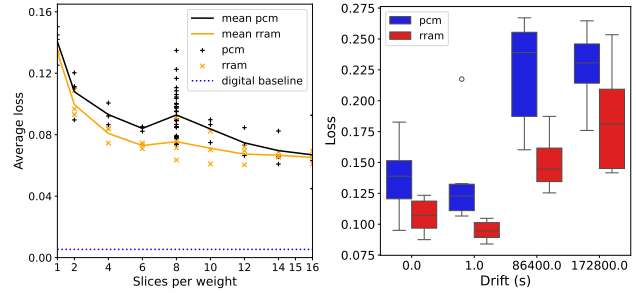 0.16
0.12
0.08
0.04
0.00
Average loss
mean pcm
mean rram
pcm
rram
digital baseline
1 2 4 6 8 10 12 14 15 16
Slices per weight
0.275
0.250
0.225
0.200
0.175
0.150
0.125
0.100
0.075
Loss
pcm
rram
0.0 1.0 86400.0 172800.0
Drift (s)